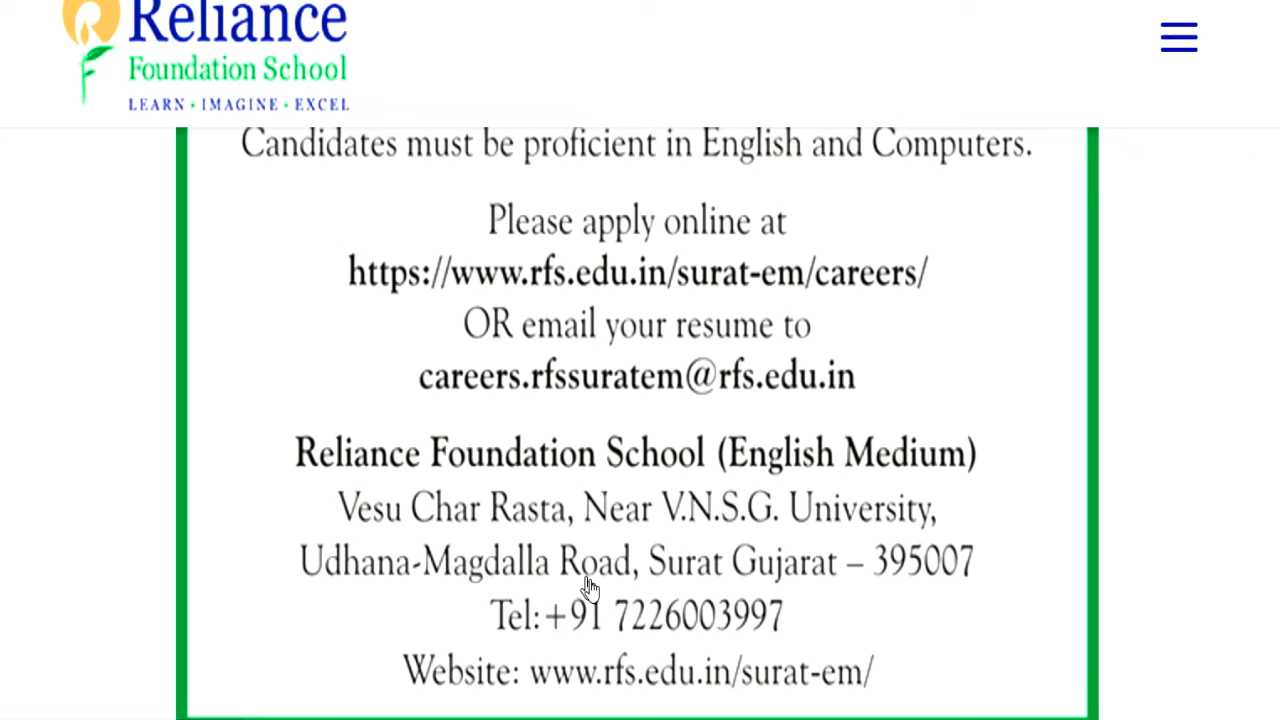 Reliance
Foundation School
LEARN • IMAGINE • EXCEL
Candidates must be proficient in English and Computers.
Please apply online at
https://www.rfs.edu.in/surat-em/careers/
OR email your resume to
careers.rfssuratem@rfs.edu.in
Reliance Foundation School (English Medium)
Vesu Char Rasta, Near V.N.S.G. University,
Udhana-Magdalla Road, Surat Gujarat – 395007
Tel:+91 7226003997
Website: www.rfs.edu.in/surat-em/